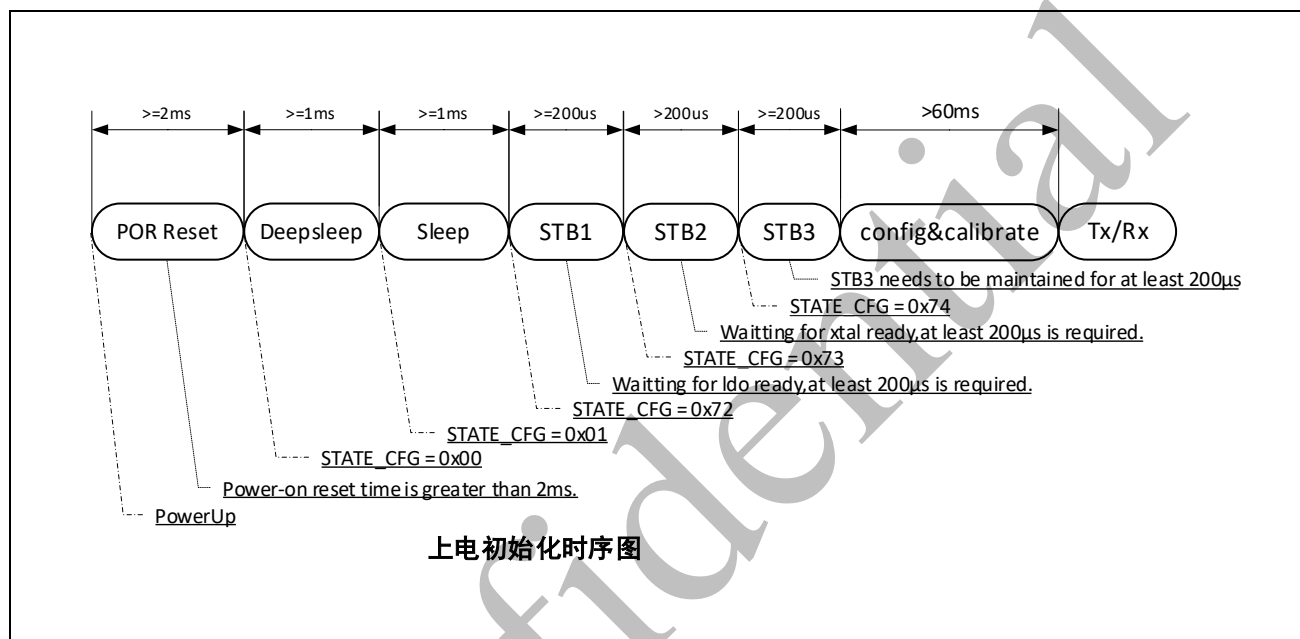 >=2ms >=1ms >=1ms >=200us >200us >=200us >60ms
POR Reset Deepsleep Sleep STB1 STB2 STB3 config&calibrate Tx/Rx
STB3 needs to be maintained for at least 200μs
STATE_CFG = 0x74
Waitting for xtal ready,at least 200μs is required.
STATE_CFG = 0x73
Waitting for ldo ready,at least 200μs is required.
STATE_CFG = 0x72
STATE_CFG = 0x01
STATE_CFG = 0x00
Power-on reset time is greater than 2ms.
PowerUp
上电初始化时序图
fidential